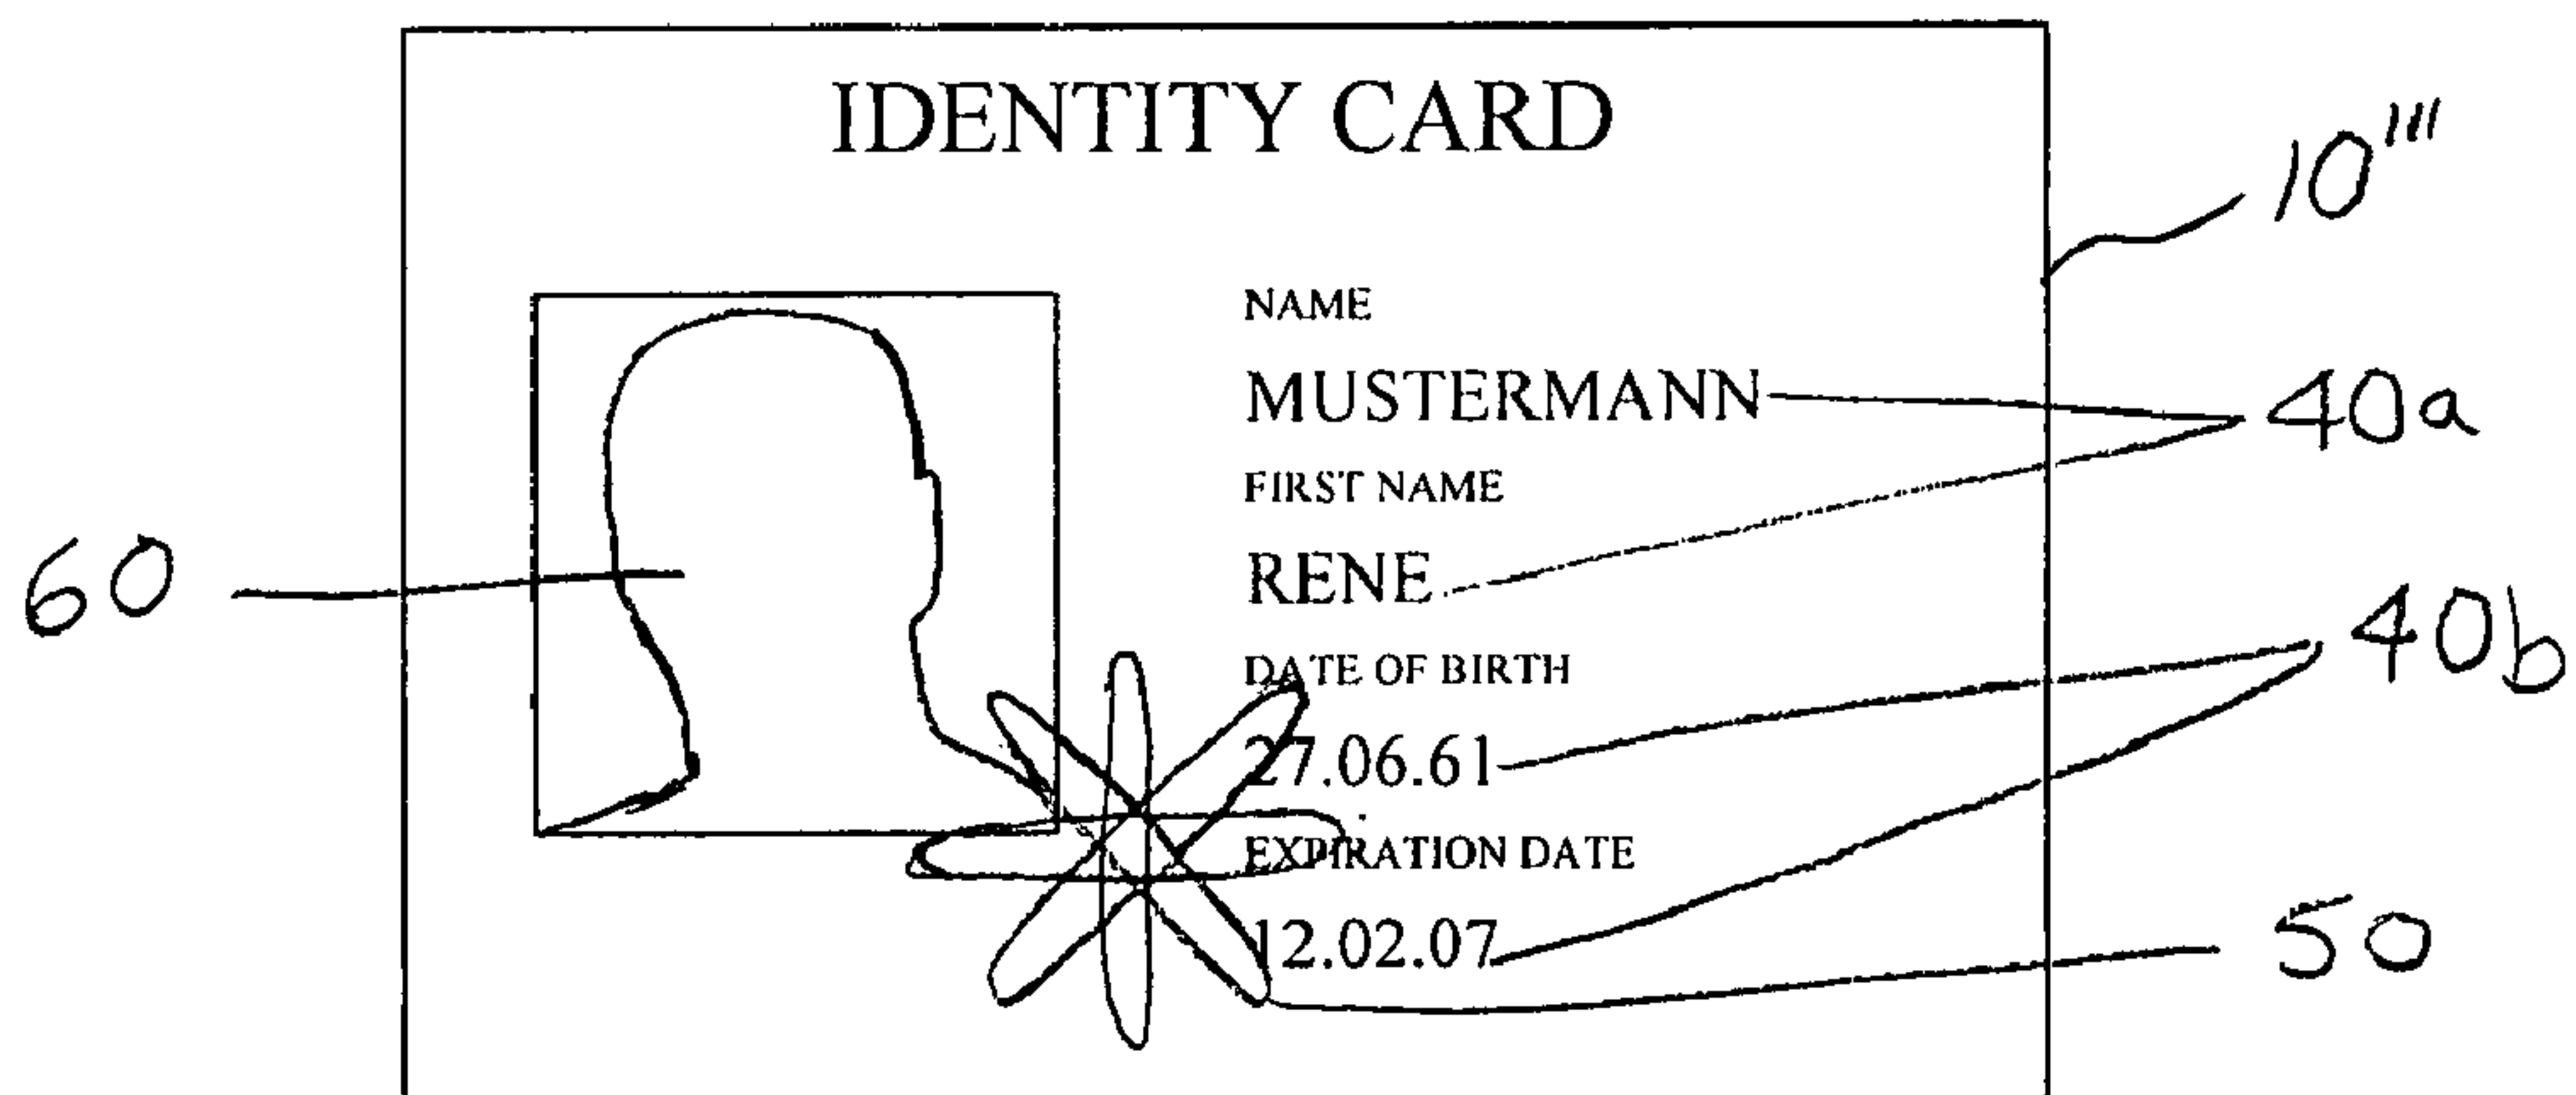 IDENTITY CARD
10'''
NAME
MUSTERMANN
40a
FIRST NAME
RENE
60
40b
DATE OF BIRTH
27.06.61
EXPIRATION DATE
12.02.07
50